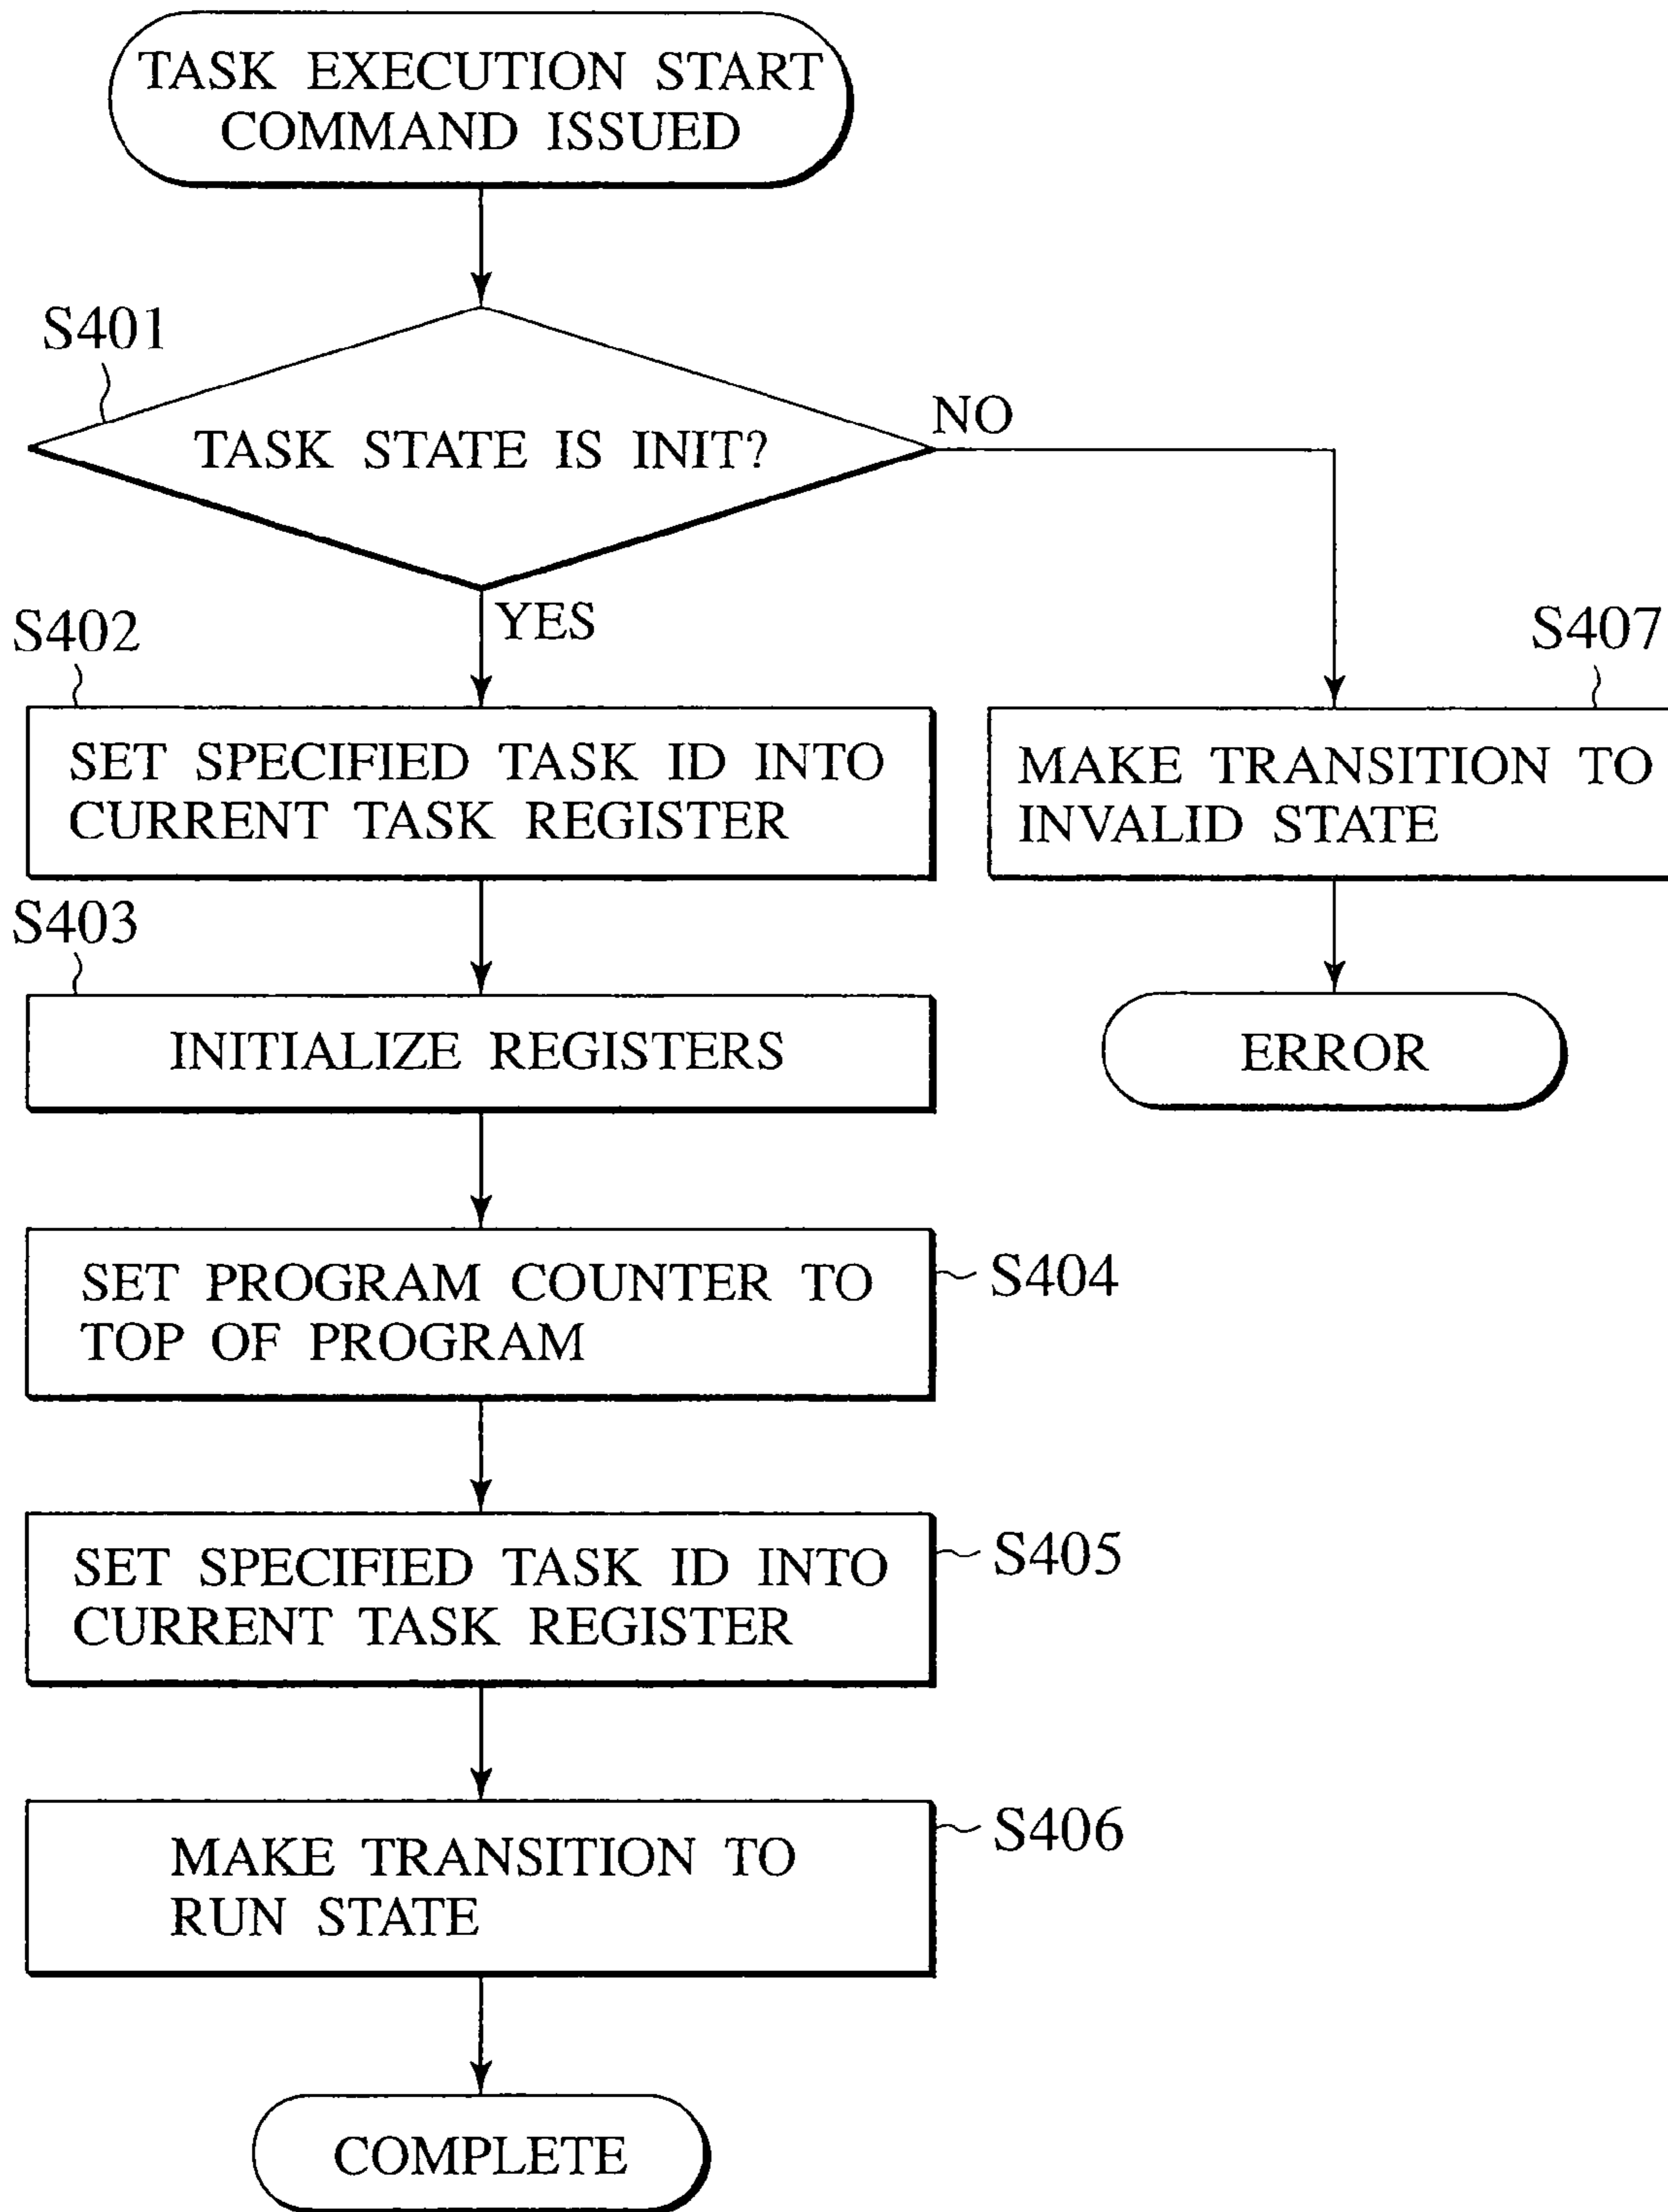 TASK EXECUTION START
COMMAND ISSUED
S401
TASK STATE IS INIT?
NO
YES
S402
SET SPECIFIED TASK ID INTO
CURRENT TASK REGISTER
S407
MAKE TRANSITION TO
INVALID STATE
S403
INITIALIZE REGISTERS
ERROR
SET PROGRAM COUNTER TO
TOP OF PROGRAM
S404
SET SPECIFIED TASK ID INTO
CURRENT TASK REGISTER
S405
MAKE TRANSITION TO
RUN STATE
S406
COMPLETE